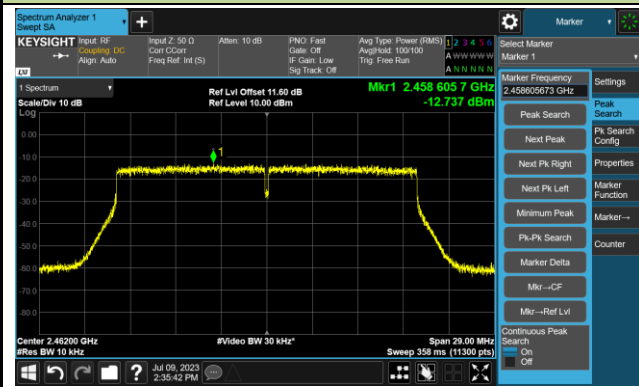 Spectrum Analyzer 1
Swept SA
Marker
KEYSIGHT
Input: RF
Coupling: DC
Align: Auto
Input Z: 50 Ω
Corr CCorr
Freq Ref: Int (S)
Atten: 10 dB
PNO: Fast
Gate: Off
IF Gain: Low
Sig Track: Off
Avg Type: Power (RMS)
Avg|Hold: 100/100
Trig: Free Run
1 2 3 4 5 6
A W W W W W
A N N N N N
LXI
Select Marker
Marker 1
1 Spectrum
Scale/Div 10 dB
Log
Ref Lvl Offset 11.60 dB
Ref Level 10.00 dBm
Mkr1 2.458 605 7 GHz
-12.737 dBm
1
0.00
-10.0
-20.0
-30.0
-40.0
-50.0
-60.0
-70.0
-80.0
Center 2.46200 GHz
#Res BW 10 kHz
#Video BW 30 kHz*
Span 29.00 MHz
Sweep 358 ms (11300 pts)
Marker Frequency
2.458605673 GHz
Peak Search
Next Peak
Next Pk Right
Next Pk Left
Minimum Peak
Pk-Pk Search
Marker Delta
Mkr→CF
Mkr→Ref Lvl
Continuous Peak
Search
On
Off
Settings
Peak
Search
Pk Search
Config
Properties
Marker
Function
Marker→
Counter
Jul 09, 2023
2:35:42 PM